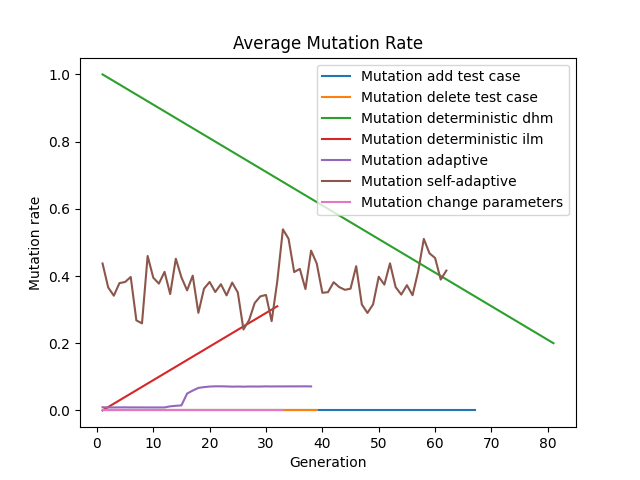 Average Mutation Rate
Mutation add test case
Mutation delete test case
Mutation deterministic dhm
Mutation deterministic ilm
Mutation adaptive
Mutation self-adaptive
Mutation change parameters
Mutation rate
1.0
0.8
0.6
0.4
0.2
0.0
0 10 20 30 40 50 60 70 80
Generation